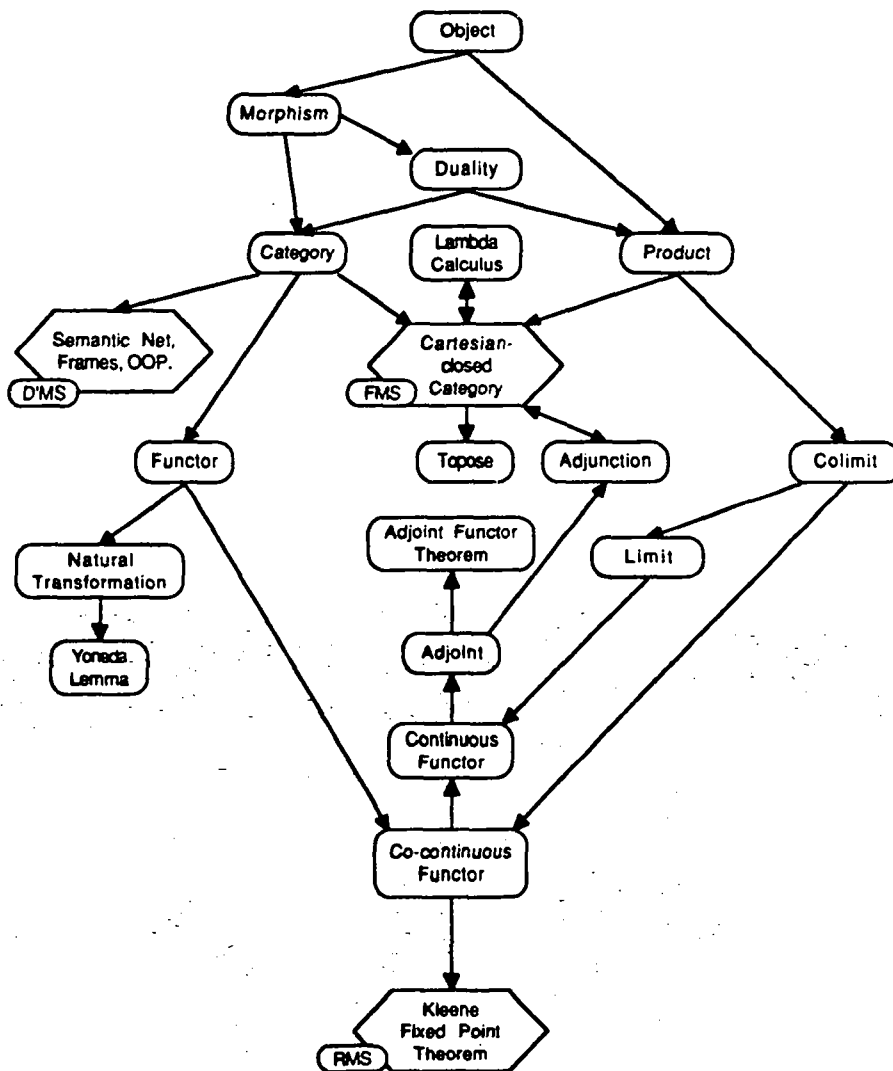 Object
Morphism
Duality
Category
Lambda
Calculus
Product
Semantic Net,
Frames, OOP.
D'MS
Cartesian-
closed
Category
FMS
Functor
Topose
Adjunction
Colimit
Natural
Transformation
Adjoint Functor
Theorem
Limit
Yoneda
Lemma
Adjoint
Continuous
Functor
Co-continuous
Functor
Kleene
Fixed Point
Theorem
RMS